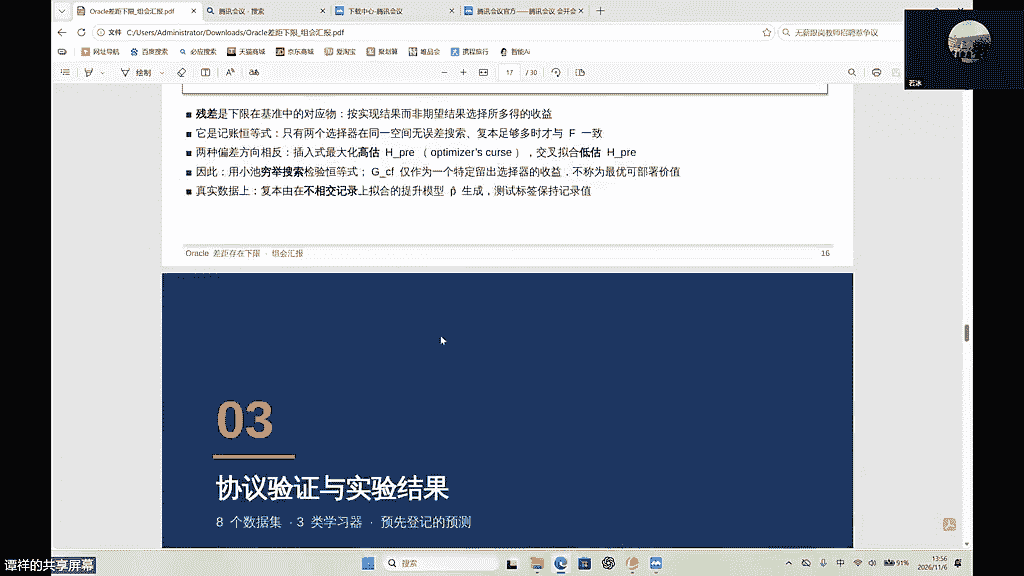 Oracle差距下限_组会汇报.pdf
腾讯会议 - 搜索
下载中心-腾讯会议
腾讯会议官方——腾讯会议 会开会
文件
C:/Users/Administrator/Downloads/Oracle差距下限_组会汇报.pdf
无薪跟岗教师招聘惹争议
网址导航
百度搜索
必应搜索
天猫商城
京东商城
爱淘宝
聚划算
唯品会
携程旅行
智能Ai
绘制
17
/ 30
若冰
残差是下限在基准中的对应物：按实现结果而非期望结果选择所多得的收益
它是记账恒等式：只有两个选择器在同一空间无误差搜索、复本足够多时才与 F 一致
两种偏差方向相反：插入式最大化高估 H_pre （ optimizer’s curse ），交叉拟合低估 H_pre
因此：用小池穷举搜索检验恒等式； G_cf 仅作为一个特定留出选择器的收益，不称为最优可部署价值
真实数据上：复本由在不相交记录上拟合的提升模型 p̂ 生成，测试标签保持记录值
Oracle 差距存在下限 · 组会汇报
16
03
协议验证与实验结果
8 个数据集 · 3 类学习器 · 预先登记的预测
谭祥的共享屏幕
搜索
中
91%
13:56
2026/11/6